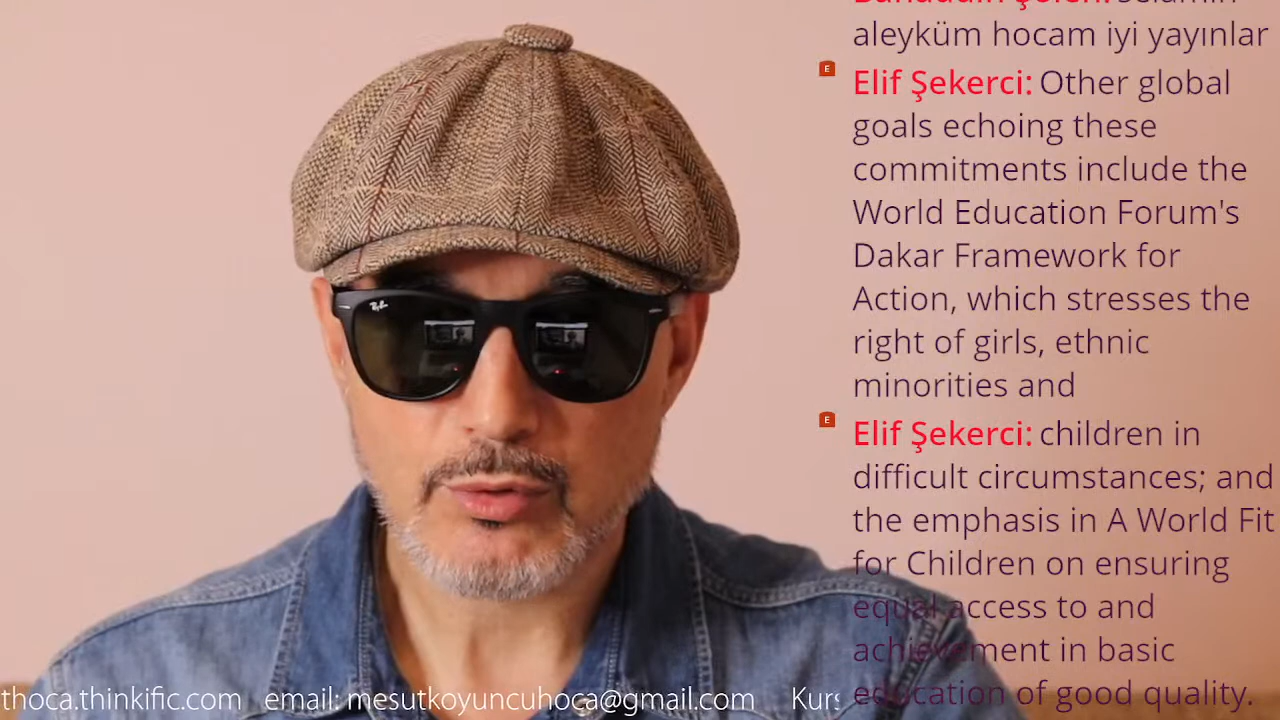 aleyküm hocam iyi yayınlar
E
Elif Şekerci: Other global
goals echoing these
commitments include the
World Education Forum's
Dakar Framework for
Action, which stresses the
right of girls, ethnic
minorities and
E
Elif Şekerci: children in
difficult circumstances; and
the emphasis in A World Fit
for Children on ensuring
equal access to and
achievement in basic
education of good quality.
Ray-Ban
thoca.thinkific.com email: mesutkoyuncuhoca@gmail.com Kurs